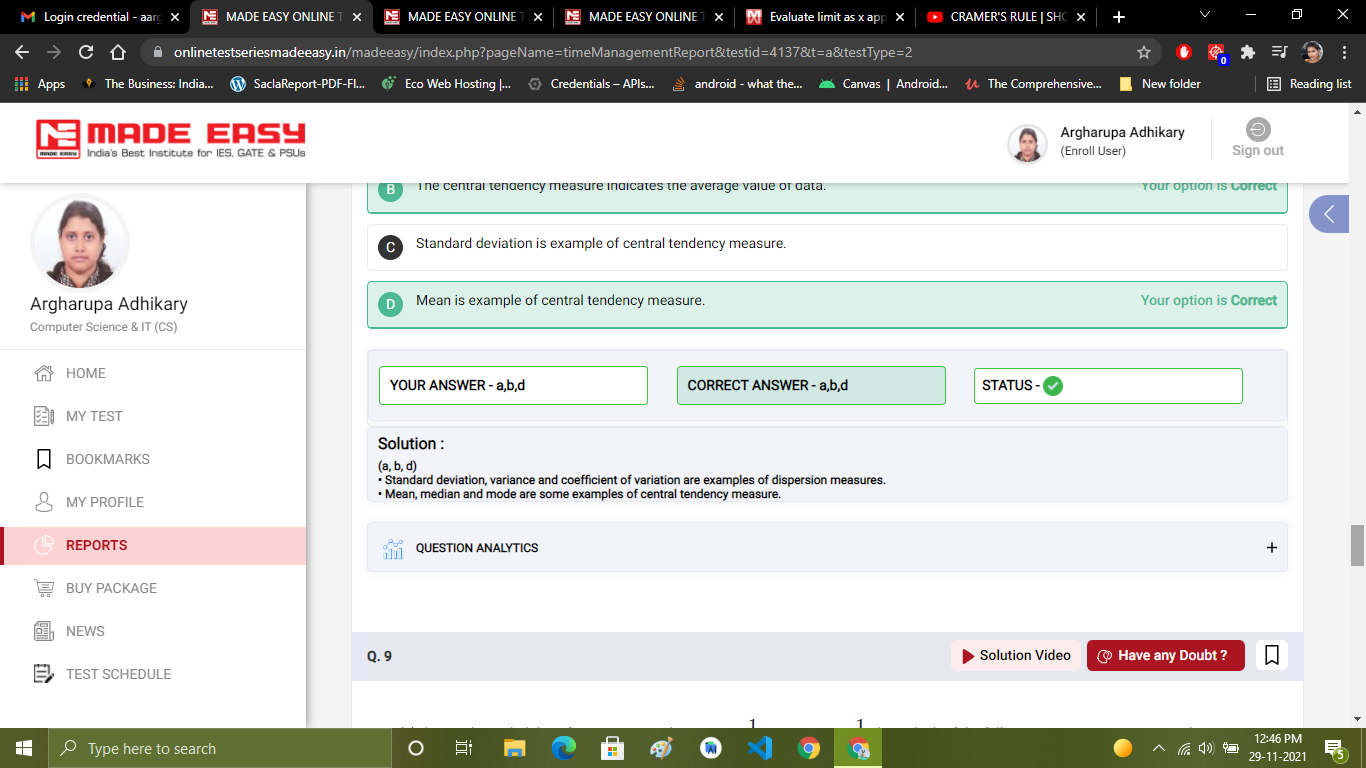 Login credential - aarg
MADE EASY ONLINE T
MADE EASY ONLINE T
MADE EASY ONLINE T
Evaluate limit as x app
CRAMER'S RULE | SHO
onlinetestseriesmadeeasy.in/madeeasy/index.php?pageName=timeManagementReport&testid=4137&t=a&testType=2
0
Apps
The Business: India...
SaclaReport-PDF-Fl...
Eco Web Hosting |...
Credentials – APIs...
android - what the...
Canvas | Android...
The Comprehensive...
New folder
Reading list
MADE EASY
MADE EASY
India's Best Institute for IES, GATE & PSUs
Argharupa Adhikary
(Enroll User)
Sign out
Argharupa Adhikary
Computer Science & IT (CS)
HOME
MY TEST
BOOKMARKS
MY PROFILE
REPORTS
BUY PACKAGE
NEWS
TEST SCHEDULE
B The central tendency measure indicates the average value of data. Your option is Correct
C Standard deviation is example of central tendency measure.
D Mean is example of central tendency measure. Your option is Correct
YOUR ANSWER - a,b,d
CORRECT ANSWER - a,b,d
STATUS -
Solution :
(a, b, d)
• Standard deviation, variance and coefficient of variation are examples of dispersion measures.
• Mean, median and mode are some examples of central tendency measure.
QUESTION ANALYTICS +
Q. 9
Solution Video
Have any Doubt ?
1 1
Type here to search
12:46 PM
29-11-2021
5